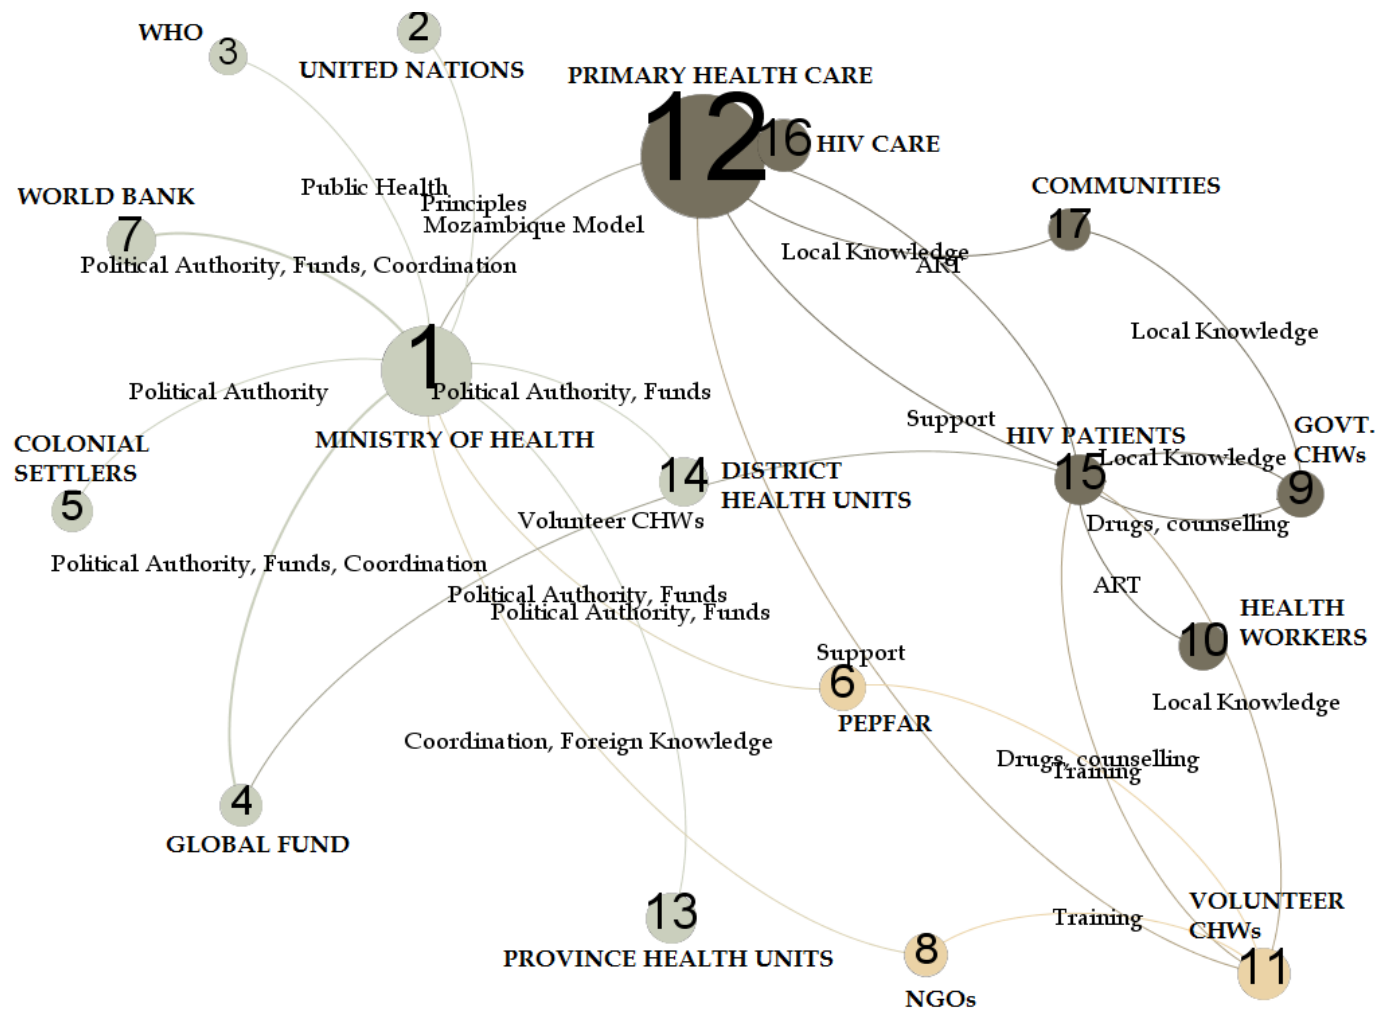 2
WHO
3
UNITED NATIONS
PRIMARY HEALTH CARE
12
16
HIV CARE
Public Health
Principles
Mozambique Model
WORLD BANK
7
COMMUNITIES
17
Local Knowledge
ART
Political Authority, Funds, Coordination
Local Knowledge
1
Political Authority
Political Authority, Funds
MINISTRY OF HEALTH
Support
HIV PATIENTS
GOVT.
CHWs
COLONIAL
SETTLERS
5
14
DISTRICT
HEALTH UNITS
15
Local Knowledge
9
Volunteer CHWs
Drugs, counselling
Political Authority, Funds, Coordination
Political Authority, Funds
Political Authority, Funds
ART
HEALTH
WORKERS
10
Support
6
PEPFAR
Local Knowledge
Coordination, Foreign Knowledge
Drugs, counselling
Training
4
GLOBAL FUND
13
PROVINCE HEALTH UNITS
Training
VOLUNTEER
CHWs
8
11
NGOs